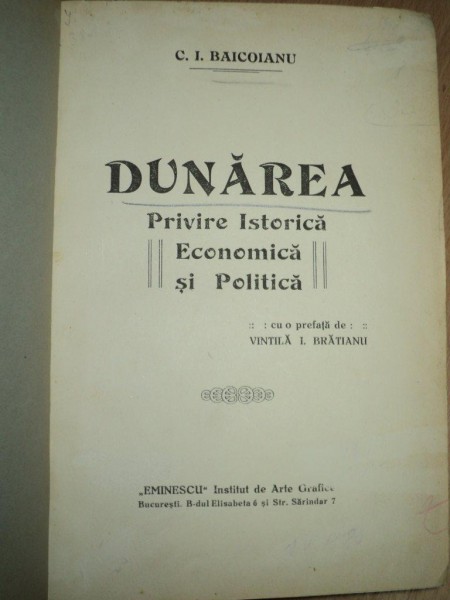 C. I. BAICOIANU
DUNĂREA
Privire Istorică
Economică
și Politică
:: : cu o prefață de : ::
VINTILĂ I. BRĂTIANU
„EMINESCU“ Institut de Arte Grafice
București. B-dul Elisabeta 6 și Str. Sărindar 7